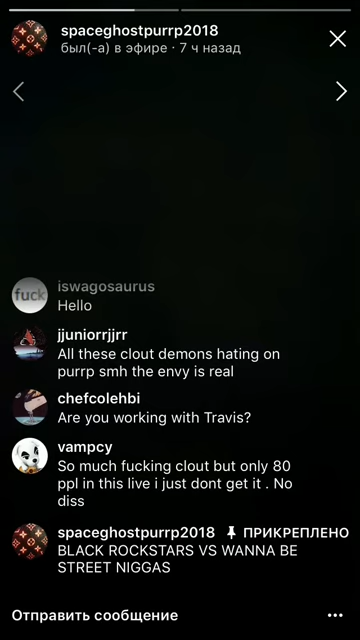 spaceghostpurrp2018
был(-а) в эфире · 7 ч назад
fuck
iswagosaurus
Hello
jjuniorrjjrr
All these clout demons hating on
purrp smh the envy is real
chefcolehbi
Are you working with Travis?
vampcy
So much fucking clout but only 80
ppl in this live i just dont get it . No
diss
spaceghostpurrp2018 ПРИКРЕПЛЕНО
BLACK ROCKSTARS VS WANNA BE
STREET NIGGAS
Отправить сообщение